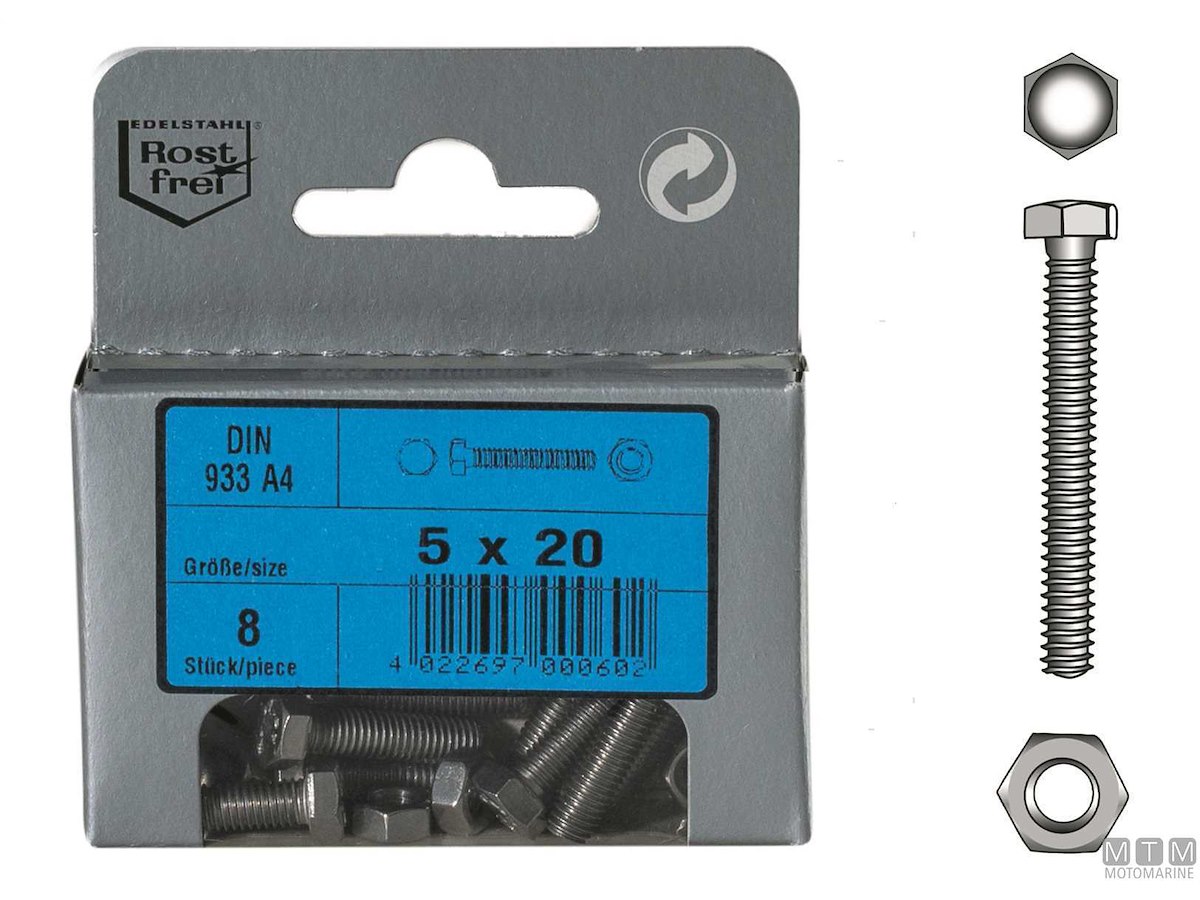 EDELSTAHL®
Rost
frei
DIN
933 A4
Größe/size
5 x 20
8
Stück/piece
4 022697 000602
MTM
MOTOMARINE